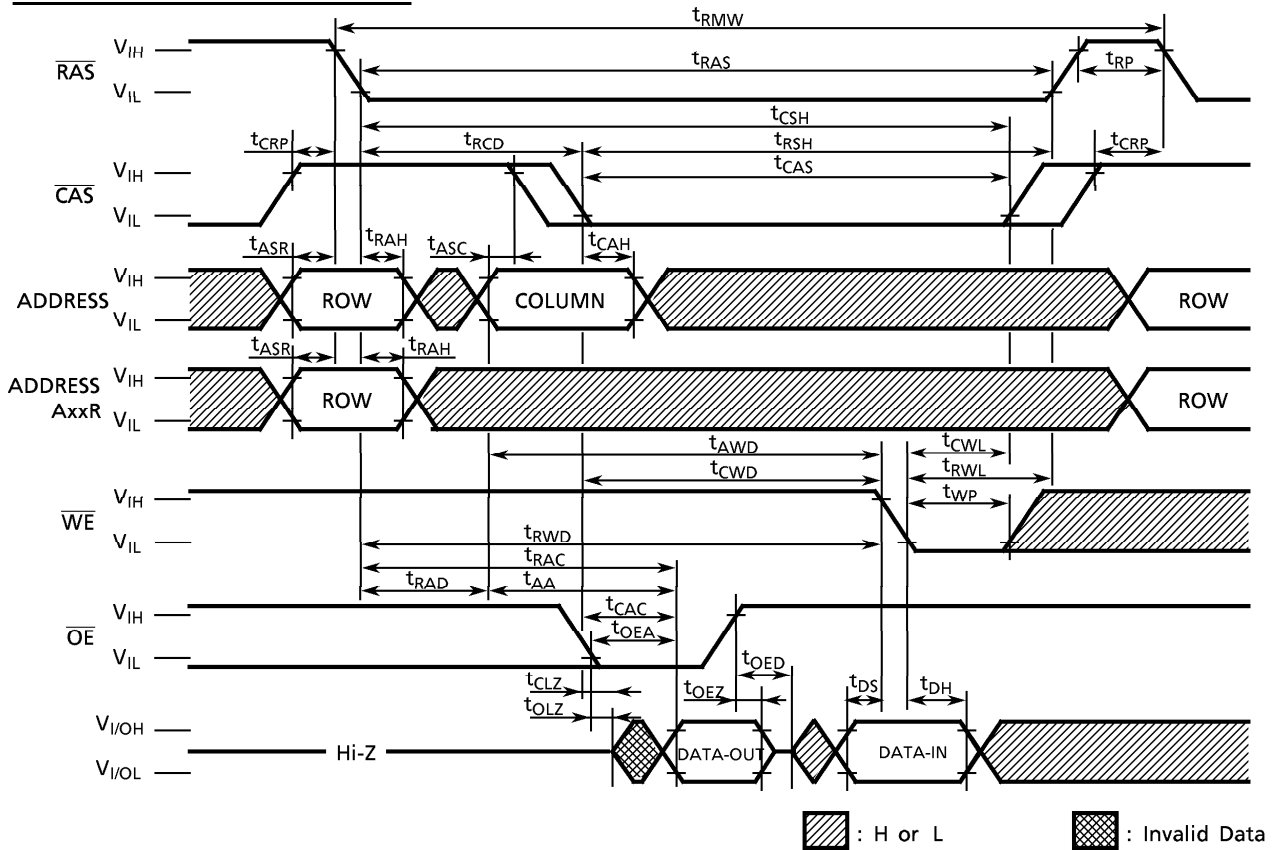 tRMW
VIH
RAS
VIL
tRAS
tRP
tCSH
tCRP
tRCD
tRSH
tCRP
VIH
CAS
VIL
tCAS
tASR
tRAH
tASC
tCAH
VIH
ADDRESS
VIL
ROW
COLUMN
ROW
tASR
tRAH
ADDRESS
AxxR
VIH
VIL
ROW
ROW
tAWD
tCWL
tCWD
tRWL
VIH
WE
VIL
tWP
tRWD
tRAC
tRAD
tAA
VIH
OE
VIL
tCAC
tOEA
tOED
tCLZ
tOEZ
tDS
tDH
tOLZ
VI/OH
VI/OL
Hi-Z
DATA-OUT
DATA-IN
: H or L
: Invalid Data